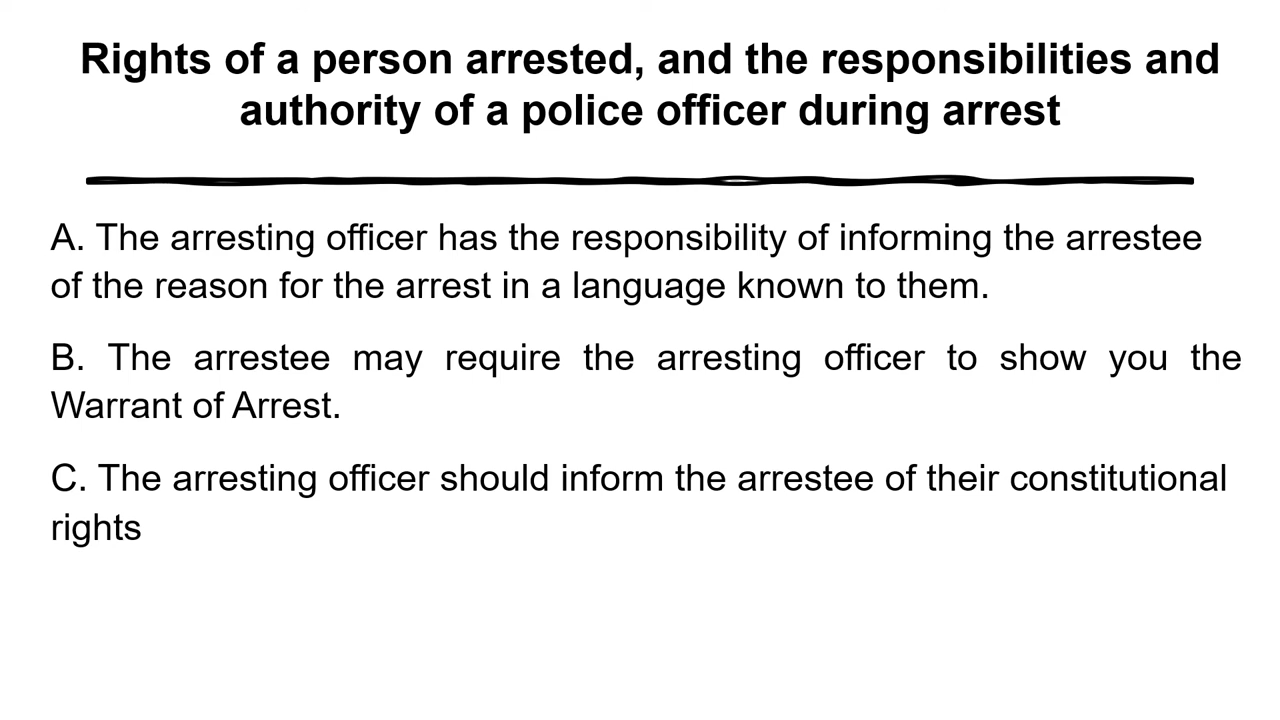 Rights of a person arrested, and the responsibilities and
authority of a police officer during arrest
A. The arresting officer has the responsibility of informing the arrestee
of the reason for the arrest in a language known to them.
B. The arrestee may require the arresting officer to show you the
Warrant of Arrest.
C. The arresting officer should inform the arrestee of their constitutional
rights